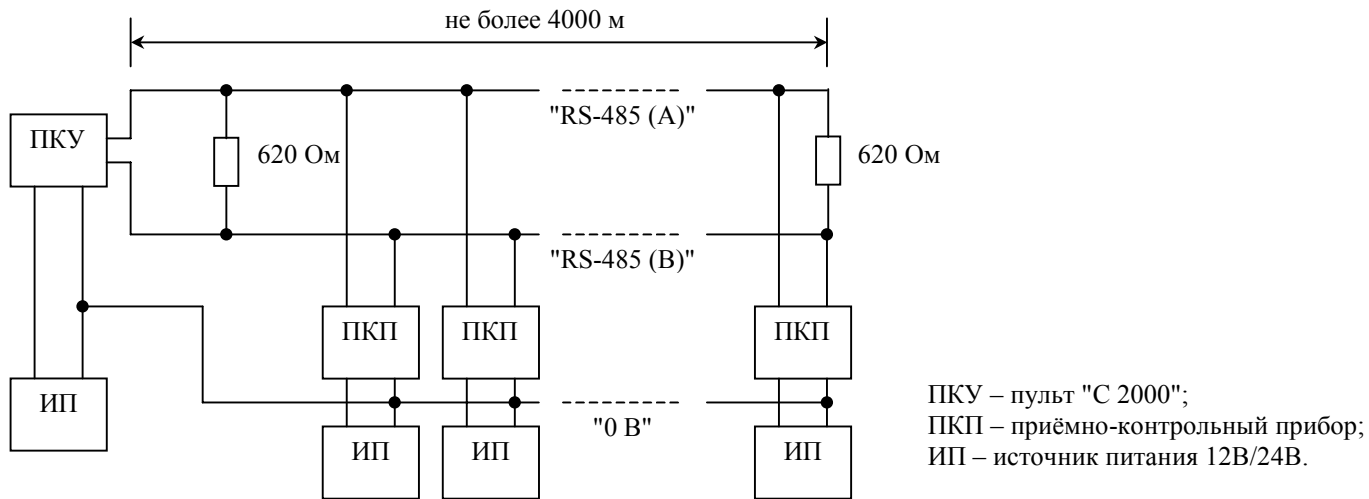 не более 4000 м
"RS-485 (А)"
ПКУ
620 Ом
620 Ом
"RS-485 (В)"
ПКП
ПКП
ПКП
ИП
"0 В"
ИП
ИП
ИП
ПКУ – пульт "С 2000";
ПКП – приёмно-контрольный прибор;
ИП – источник питания 12В/24В.